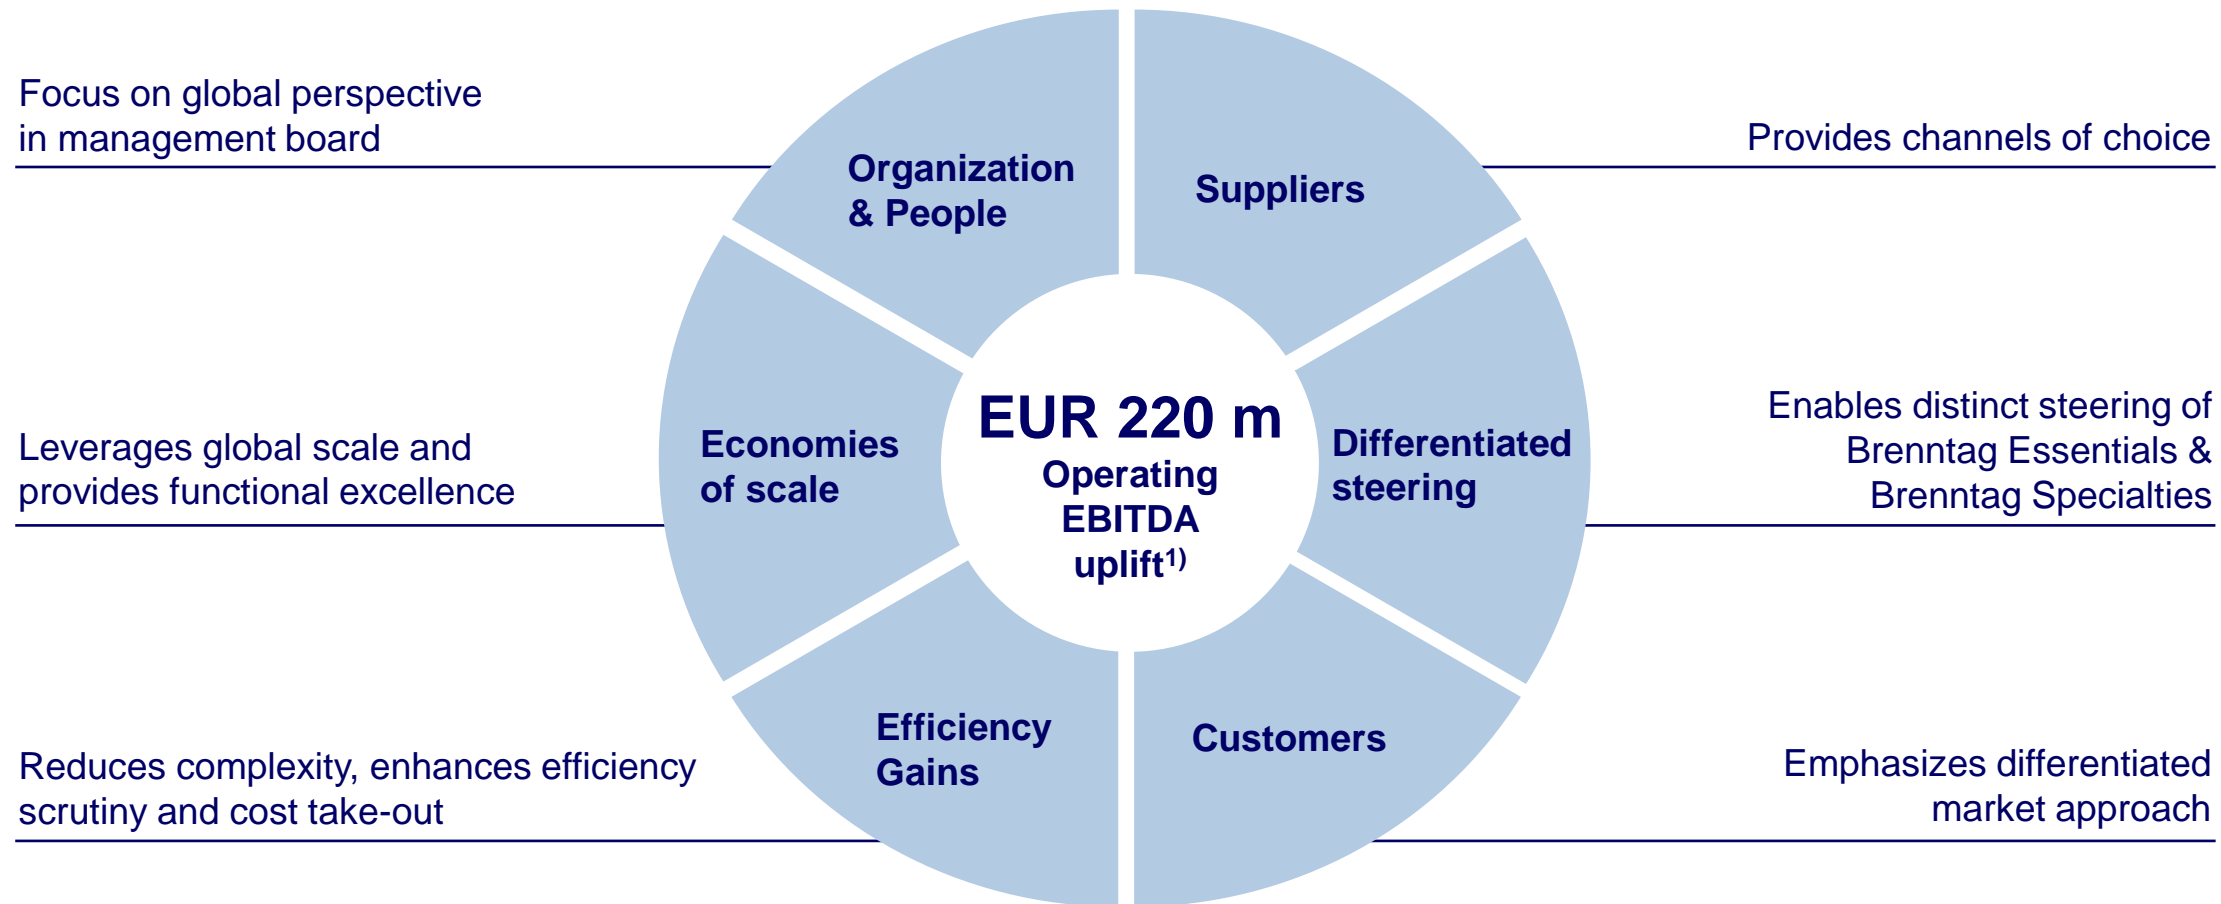 Focus on global perspective
in management board
Organization
& People
Suppliers
Provides channels of choice
Leverages global scale and
provides functional excellence
Economies
of scale
EUR 220 m
Operating
EBITDA
uplift1)
Differentiated
steering
Enables distinct steering of
Brenntag Essentials &
Brenntag Specialties
Reduces complexity, enhances efficiency
scrutiny and cost take-out
Efficiency
Gains
Customers
Emphasizes differentiated
market approach